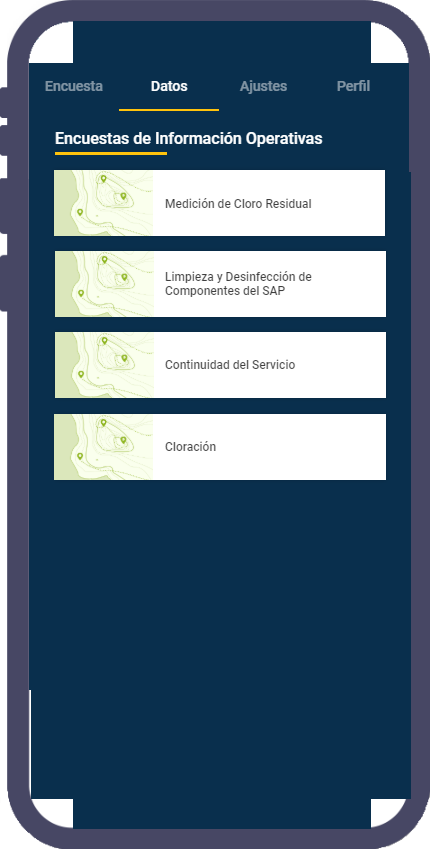 Encuesta Datos Ajustes Perfil
Encuestas de Información Operativas
Medición de Cloro Residual
Limpieza y Desinfección de
Componentes del SAP
Continuidad del Servicio
Cloración